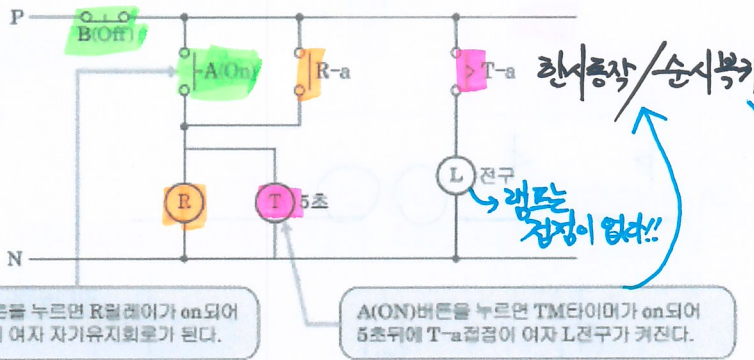 P
B(Off)
A(On)
R-a
T-a
한시동작/순시복귀
R
T
5초
L
전구
램프는
접점이 없다!!
N
튼을 누르면 R릴레이가 on되어
여자 자기유지회로가 된다.
A(ON)버튼을 누르면 TM타이머가 on되어
5초뒤에 T-a접점이 여자 L전구가 켜진다.